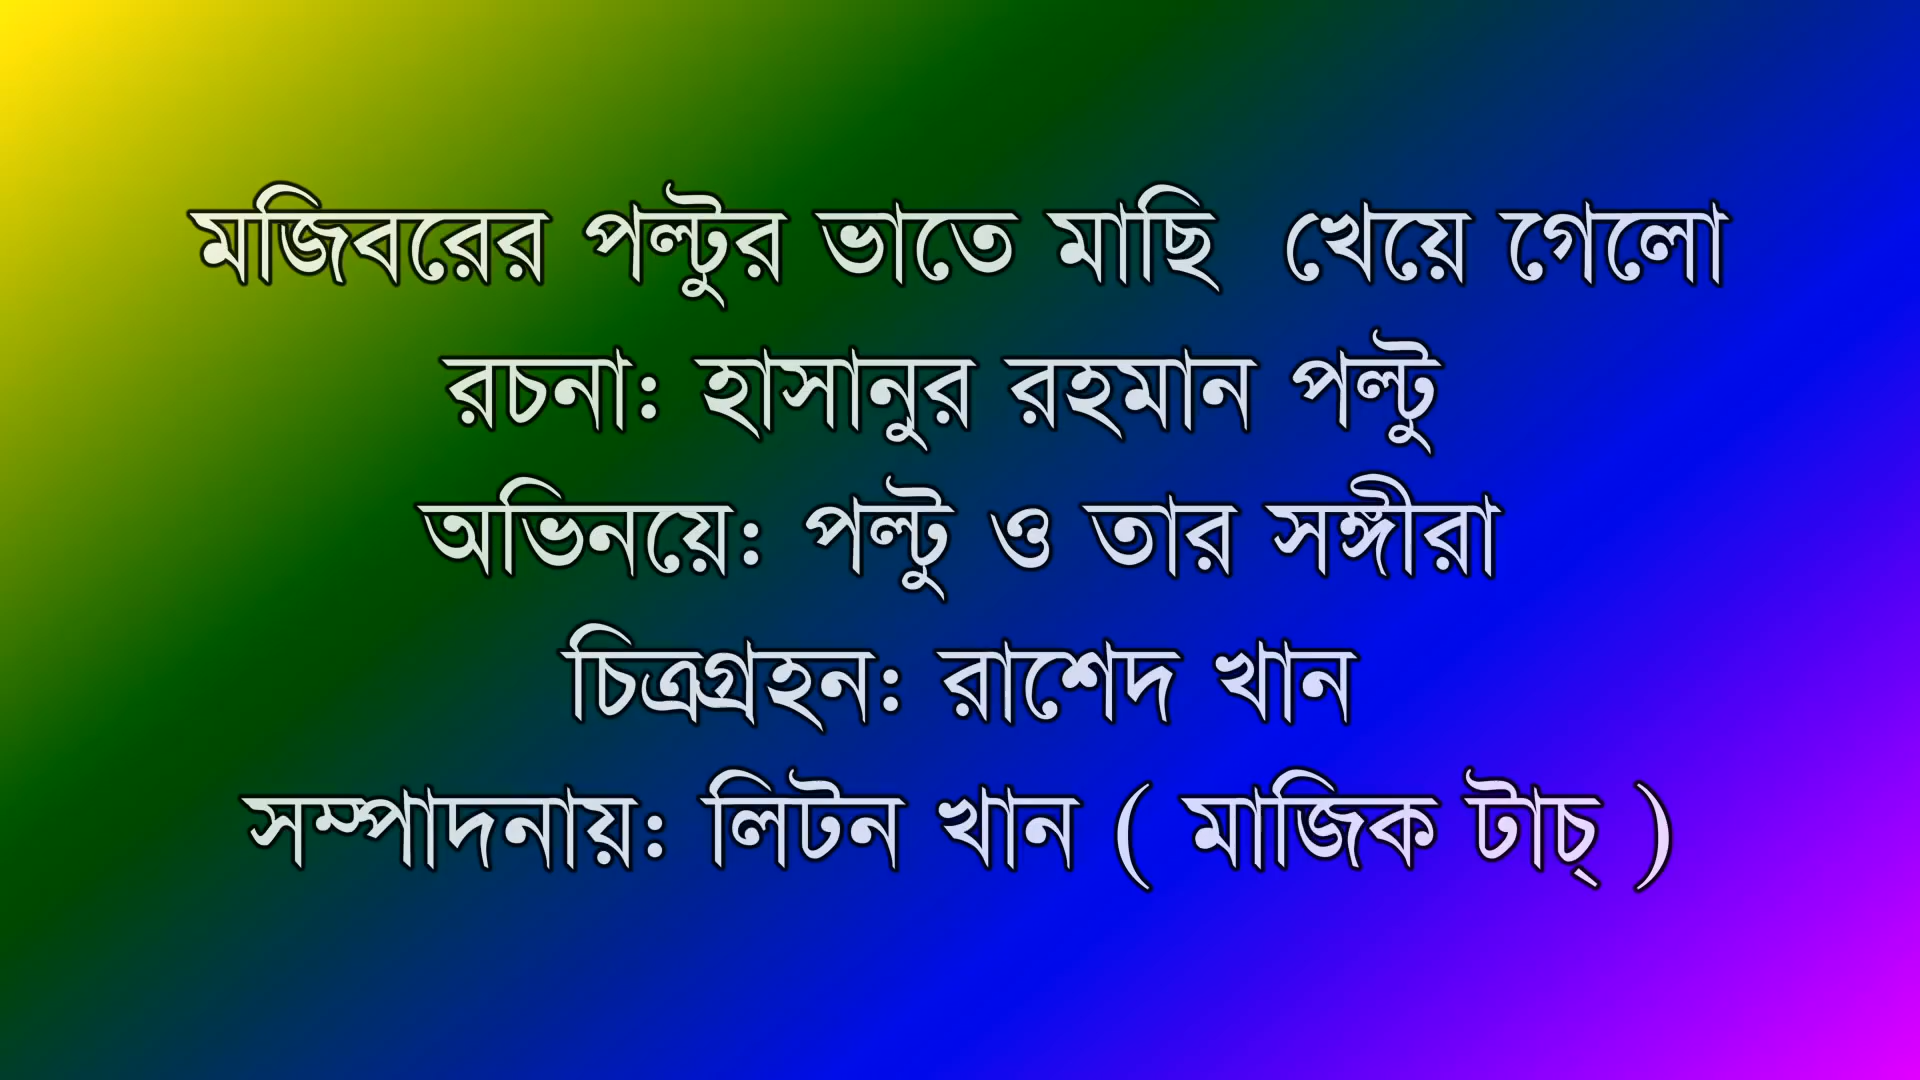 মজিবরের পল্টুর ভাতে মাছি খেয়ে গেলো
রচনা: হাসানুর রহমান পল্টু
অভিনয়ে: পল্টু ও তার সঙ্গীরা
চিত্রগ্রহন: রাশেদ খান
সম্পাদনায়: লিটন খান ( মাজিক টাচ্ )